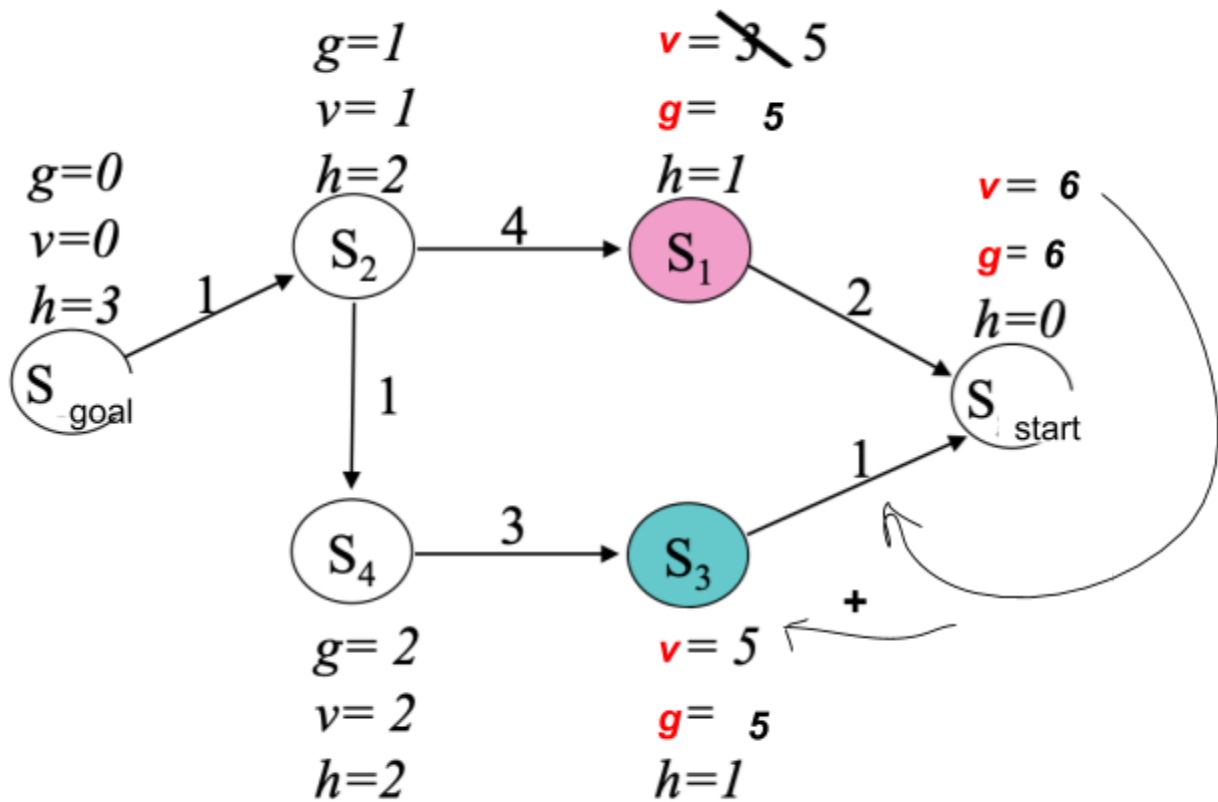 g=1
v= 1
h=2
v= 3 5
g= 5
h=1
g=0
v=0
h=3
v= 6
g= 6
h=0
S2
4
S1
1
2
S goal
1
S start
1
S4
3
S3
+
g= 2
v= 2
h=2
v= 5
g= 5
h=1